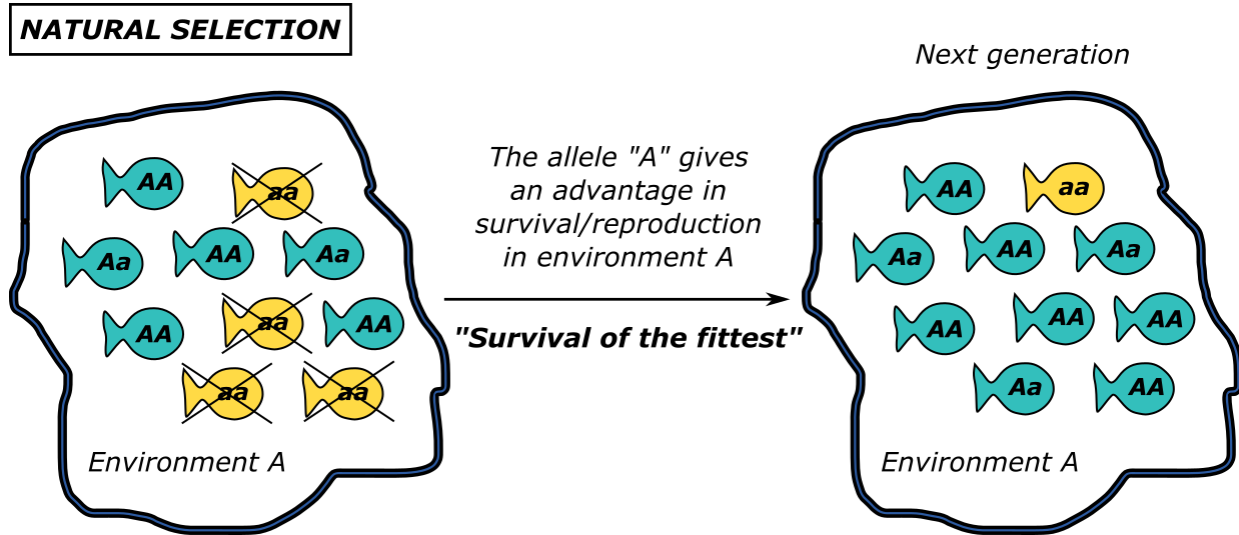 NATURAL SELECTION
AA
aa
Aa
AA
Aa
AA
aa
AA
aa
aa
Environment A
The allele "A" gives
an advantage in
survival/reproduction
in environment A
"Survival of the fittest"
Next generation
AA
aa
Aa
AA
Aa
AA
AA
AA
Aa
AA
Environment A